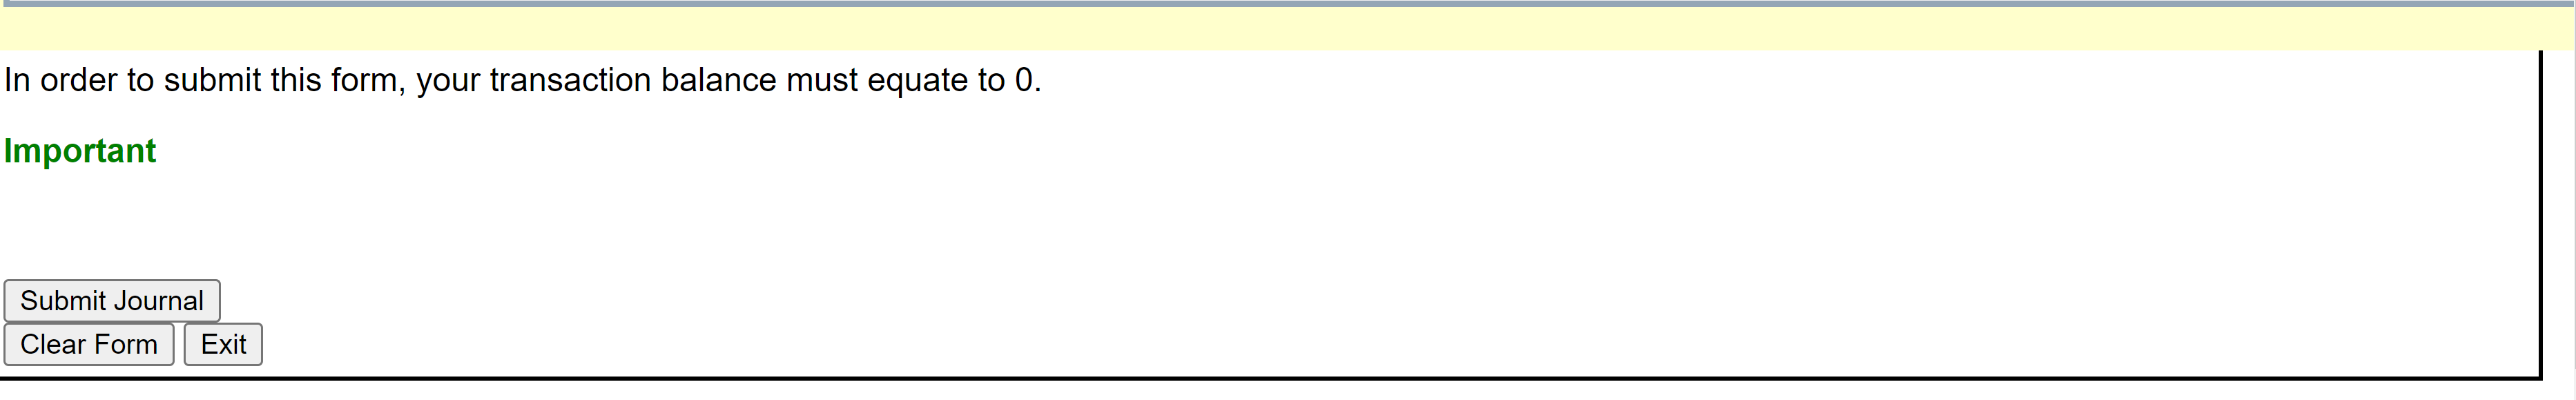 In order to submit this form, your transaction balance must equate to 0.
Important
Submit Journal
Clear Form Exit